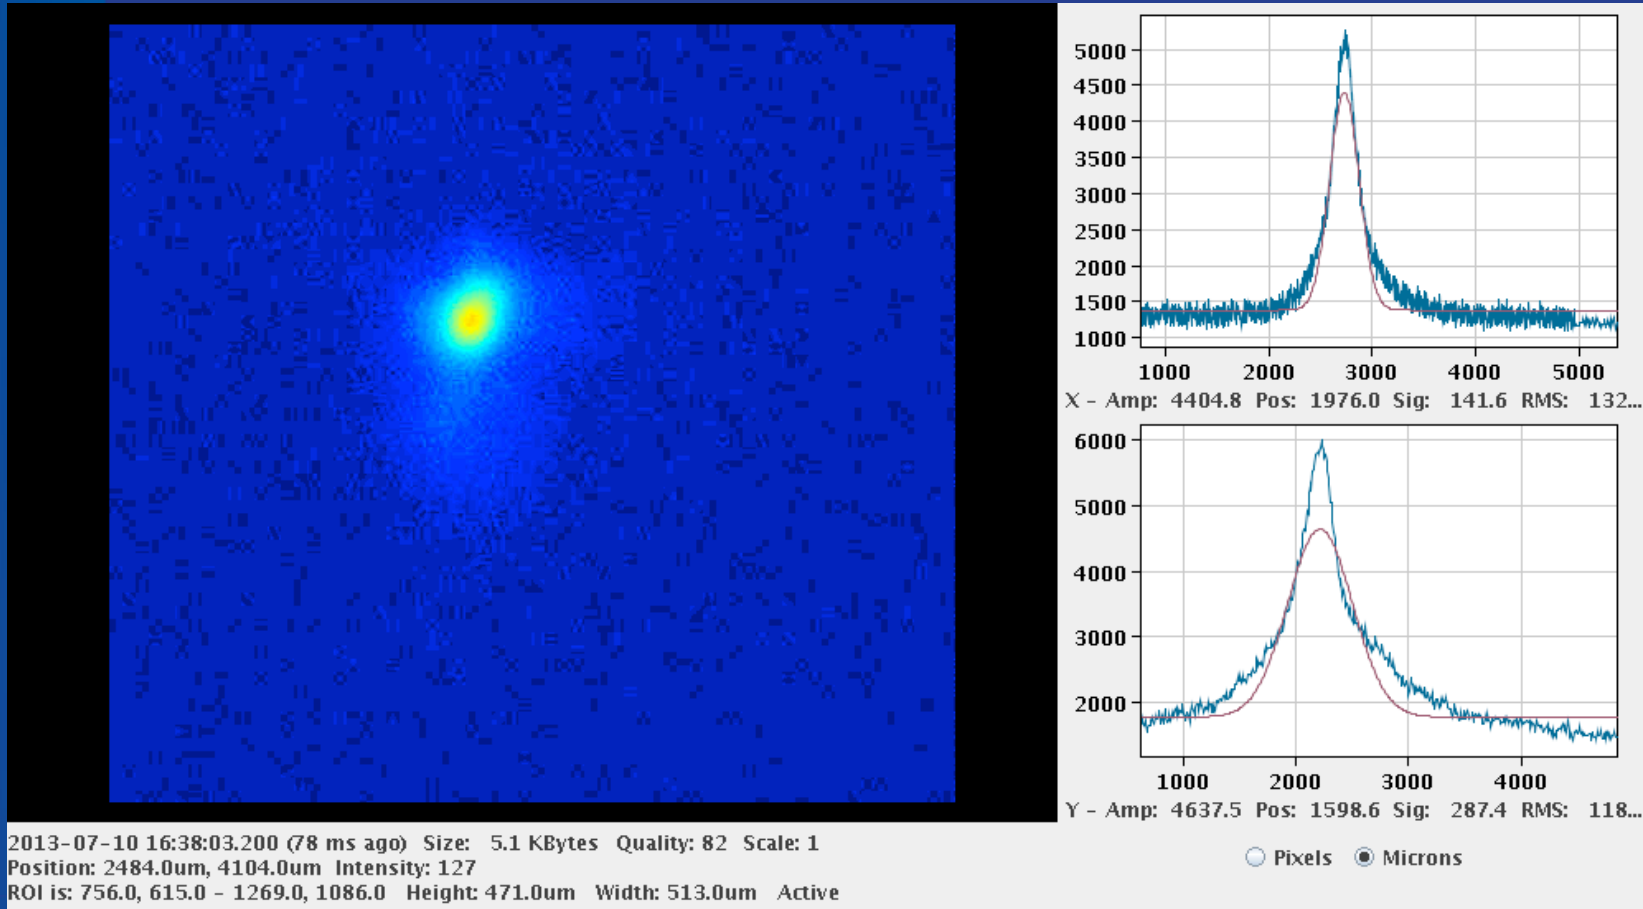 5000
4500
4000
3500
3000
2500
2000
1500
1000
1000 2000 3000 4000 5000
X - Amp: 4404.8 Pos: 1976.0 Sig: 141.6 RMS: 132...
6000
5000
4000
3000
2000
1000 2000 3000 4000
Y - Amp: 4637.5 Pos: 1598.6 Sig: 287.4 RMS: 118...
2013-07-10 16:38:03.200 (78 ms ago) Size: 5.1 KBytes Quality: 82 Scale: 1
Position: 2484.0um, 4104.0um Intensity: 127
ROI is: 756.0, 615.0 - 1269.0, 1086.0 Height: 471.0um Width: 513.0um Active
Pixels Microns